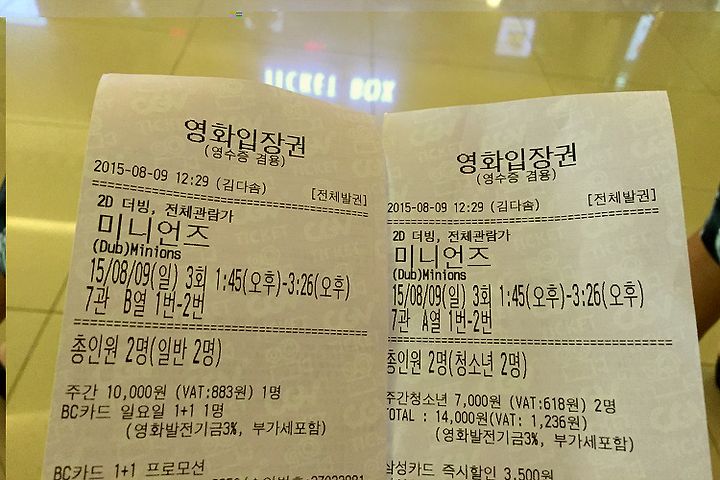 TICKET BOX
영화입장권
(영수증 겸용)
2015-08-09 12:29 (김다솜) [전체발권]
2D 더빙, 전체관람가
미니언즈
(Dub)Minions
15/08/09(일) 3회 1:45(오후)-3:26(오후)
7관 B열 1번-2번
총인원 2명(일반 2명)
주간 10,000원 (VAT:883원) 1명
BC카드 일요일 1+1 1명
(영화발전기금3%, 부가세포함)
BC카드 1+1 프로모션
영화입장권
(영수증 겸용)
2015-08-09 12:29 (김다솜) [전체발권]
2D 더빙, 전체관람가
미니언즈
(Dub)Minions
15/08/09(일) 3회 1:45(오후)-3:26(오후)
7관 A열 1번-2번
총인원 2명(청소년 2명)
주간청소년 7,000원 (VAT:618원) 2명
TOTAL : 14,000원(VAT: 1,236원)
(영화발전기금3%, 부가세포함)
삼성카드 즉시할인 3,500원